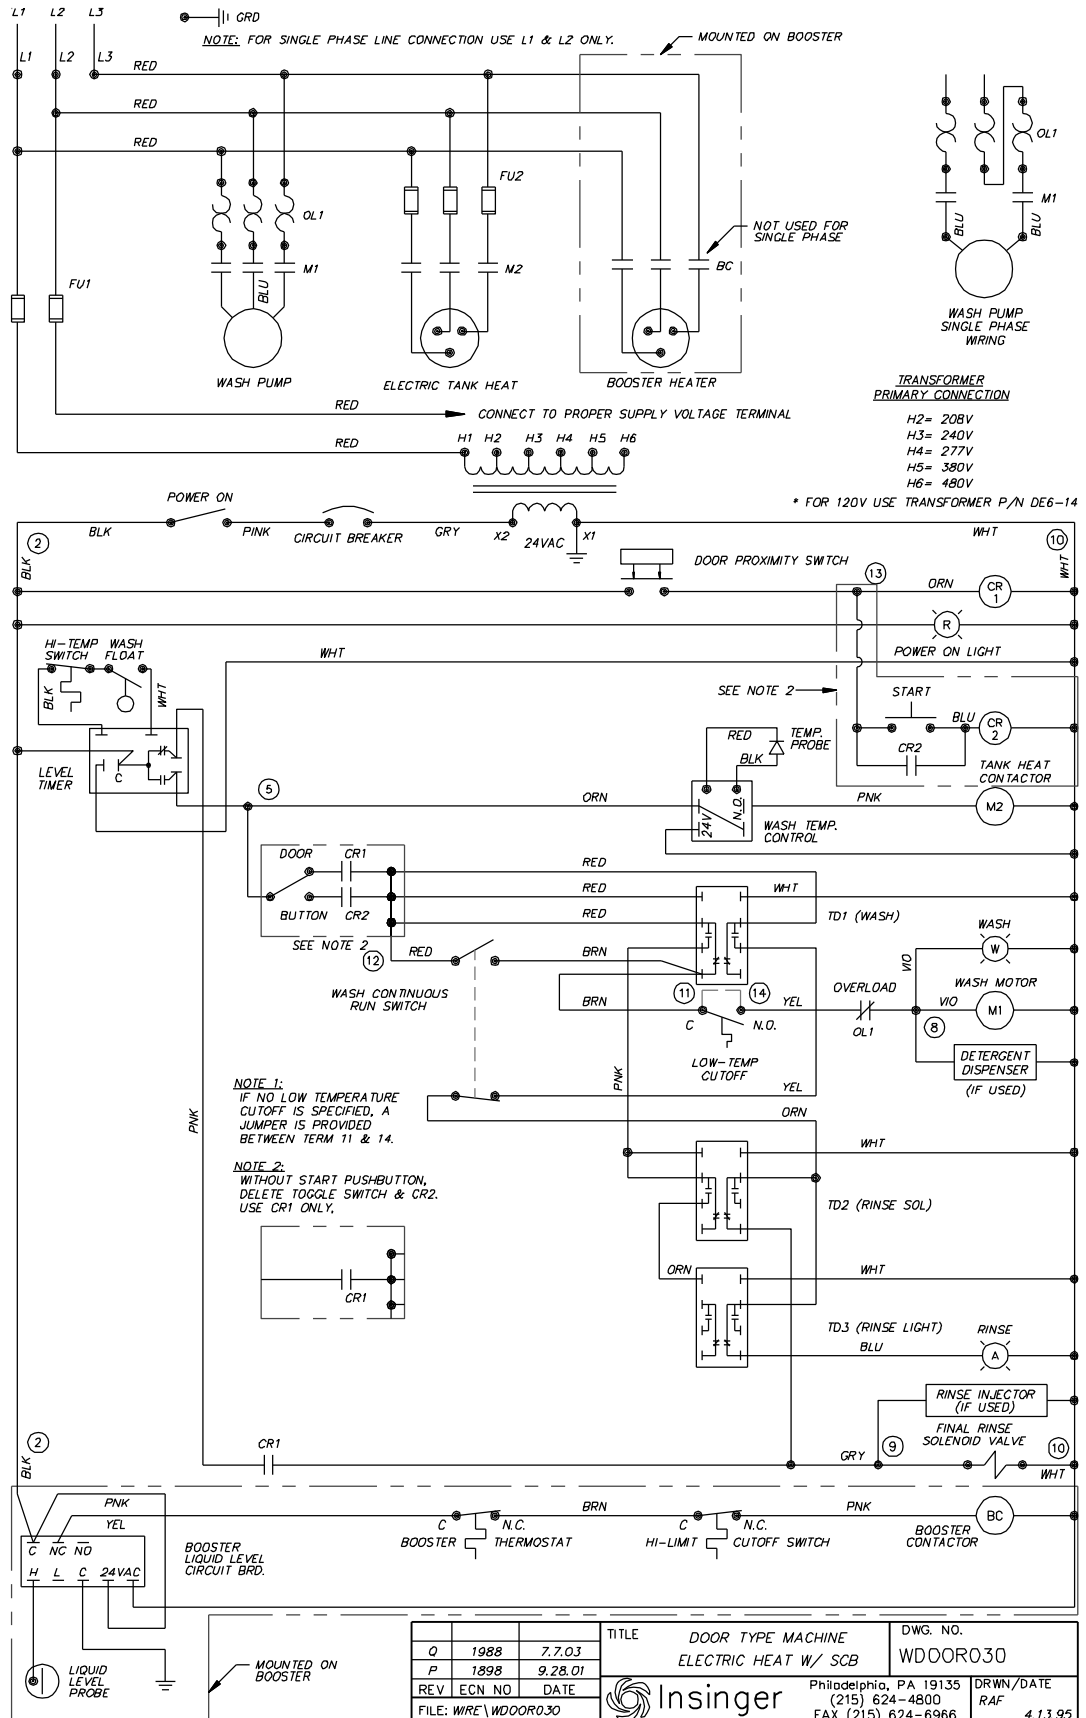 L1 L2 L3
GRD
NOTE: FOR SINGLE PHASE LINE CONNECTION USE L1 & L2 ONLY.
MOUNTED ON BOOSTER
L1 L2 L3
RED
RED
RED
FU2
OL1
M1
M2
BC
BLU
FU1
NOT USED FOR
SINGLE PHASE
OL1
M1
BLU
BLU
WASH PUMP
SINGLE PHASE
WIRING
WASH PUMP
ELECTRIC TANK HEAT
BOOSTER HEATER
TRANSFORMER
PRIMARY CONNECTION
H2= 208V
H3= 240V
H4= 277V
H5= 380V
H6= 480V
* FOR 120V USE TRANSFORMER P/N DE6-14
RED
CONNECT TO PROPER SUPPLY VOLTAGE TERMINAL
RED
H1 H2 H3 H4 H5 H6
POWER ON
2
BLK
BLK
PINK
CIRCUIT BREAKER
GRY
X2
24VAC
X1
WHT
10
WHT
DOOR PROXIMITY SWITCH
13
ORN
CR
1
R
POWER ON LIGHT
HI-TEMP
SWITCH
WASH
FLOAT
WHT
BLK
WHT
SEE NOTE 2
START
BLU
CR
2
CR2
LEVEL
TIMER
C
RED
BLK
TEMP.
PROBE
TANK HEAT
CONTACTOR
5
ORN
24V
N.O.
WASH TEMP.
CONTROL
PNK
M2
DOOR
CR1
BUTTON
CR2
SEE NOTE 2
RED
RED
RED
WHT
TD1 (WASH)
12
RED
BRN
WASH CONTINUOUS
RUN SWITCH
BRN
11
14
C
N.O.
YEL
LOW-TEMP
CUTOFF
OVERLOAD
OL1
WASH
W
VIO
WASH MOTOR
VIO
M1
8
DETERGENT
DISPENSER
(IF USED)
NOTE 1:
IF NO LOW TEMPERATURE
CUTOFF IS SPECIFIED, A
JUMPER IS PROVIDED
BETWEEN TERM 11 & 14.
PNK
PNK
YEL
ORN
WHT
NOTE 2:
WITHOUT START PUSHBUTTON,
DELETE TOGGLE SWITCH & CR2.
USE CR1 ONLY,
CR1
TD2 (RINSE SOL)
ORN
WHT
TD3 (RINSE LIGHT)
BLU
RINSE
A
RINSE INJECTOR
(IF USED)
FINAL RINSE
SOLENOID VALVE
2
BLK
CR1
GRY
9
10
WHT
PNK
YEL
C NC NO
H L C 24VAC
BOOSTER
LIQUID LEVEL
CIRCUIT BRD.
C N.C.
BOOSTER THERMOSTAT
BRN
C N.C.
HI-LIMIT CUTOFF SWITCH
PNK
BC
BOOSTER
CONTACTOR
LIQUID
LEVEL
PROBE
MOUNTED ON
BOOSTER
Q 1988 7.7.03
P 1898 9.28.01
REV ECN NO DATE
FILE: WIRE\WDOOR030
TITLE
DOOR TYPE MACHINE
ELECTRIC HEAT W/ SCB
DWG. NO.
WDOOR030
Insinger
Philadelphia, PA 19135
(215) 624-4800
FAX (215) 624-6966
DRWN/DATE
RAF
4.13.95